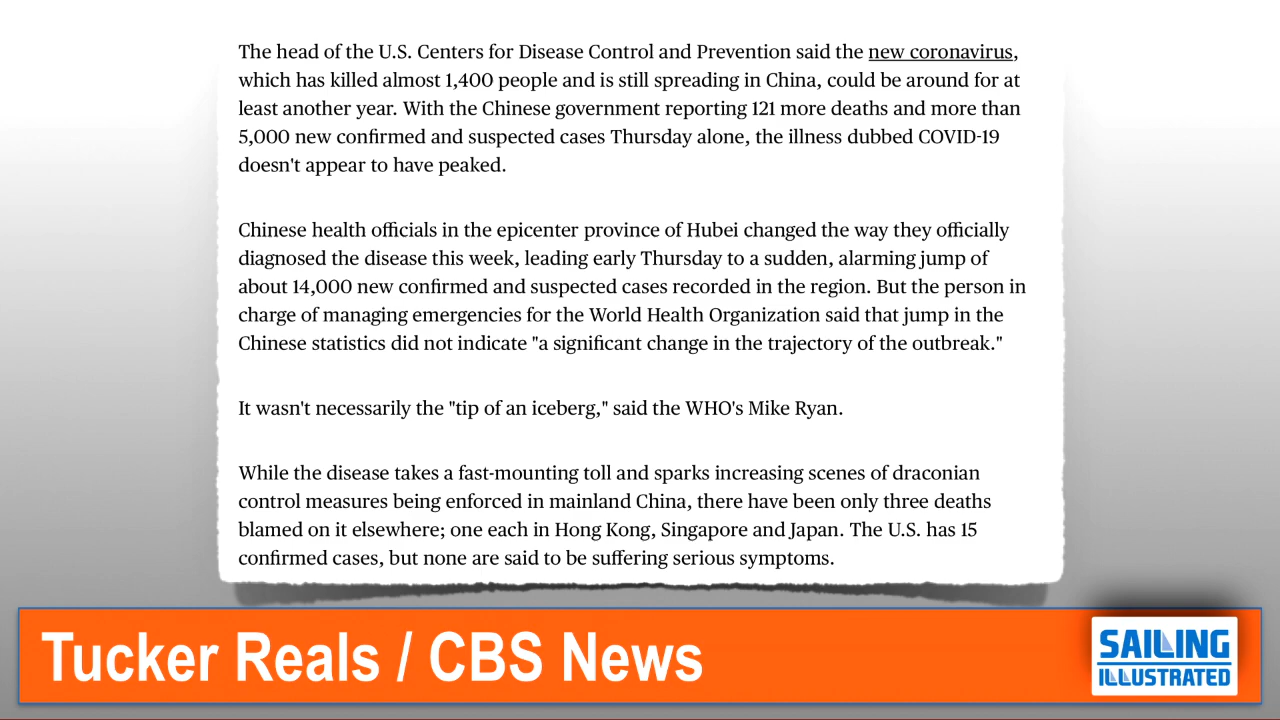 The head of the U.S. Centers for Disease Control and Prevention said the new coronavirus,
which has killed almost 1,400 people and is still spreading in China, could be around for at
least another year. With the Chinese government reporting 121 more deaths and more than
5,000 new confirmed and suspected cases Thursday alone, the illness dubbed COVID-19
doesn't appear to have peaked.
Chinese health officials in the epicenter province of Hubei changed the way they officially
diagnosed the disease this week, leading early Thursday to a sudden, alarming jump of
about 14,000 new confirmed and suspected cases recorded in the region. But the person in
charge of managing emergencies for the World Health Organization said that jump in the
Chinese statistics did not indicate "a significant change in the trajectory of the outbreak."
It wasn't necessarily the "tip of an iceberg," said the WHO's Mike Ryan.
While the disease takes a fast-mounting toll and sparks increasing scenes of draconian
control measures being enforced in mainland China, there have been only three deaths
blamed on it elsewhere; one each in Hong Kong, Singapore and Japan. The U.S. has 15
confirmed cases, but none are said to be suffering serious symptoms.
Tucker Reals / CBS News
SAILING
ILLUSTRATED